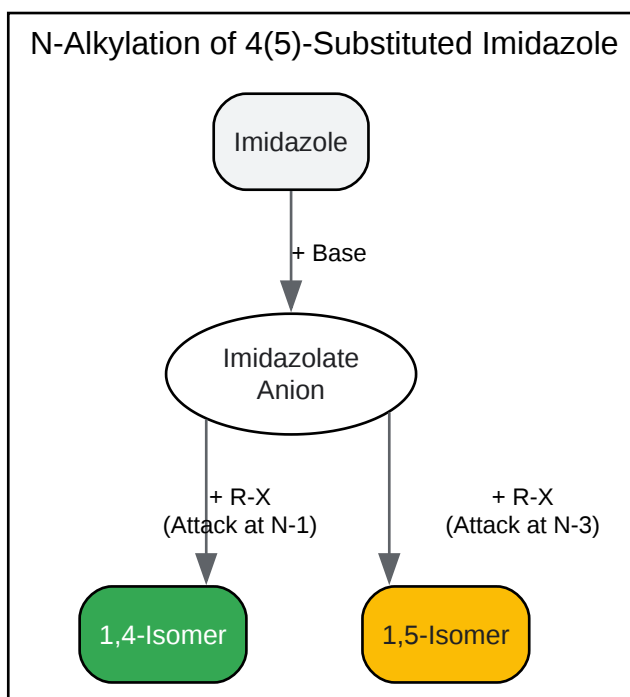 N-Alkylation of 4(5)-Substituted Imidazole
Imidazole
+ Base
Imidazolate
Anion
+ R-X
(Attack at N-1)
+ R-X
(Attack at N-3)
1,4-Isomer
1,5-Isomer